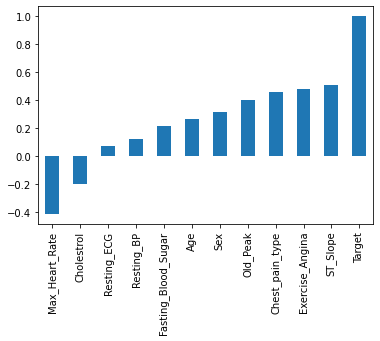 1.0
0.8
0.6
0.4
0.2
0.0
−0.2
−0.4
Max_Heart_Rate
Cholestrol
Resting_ECG
Resting_BP
Fasting_Blood_Sugar
Age
Sex
Old_Peak
Chest_pain_type
Exercise_Angina
ST_Slope
Target